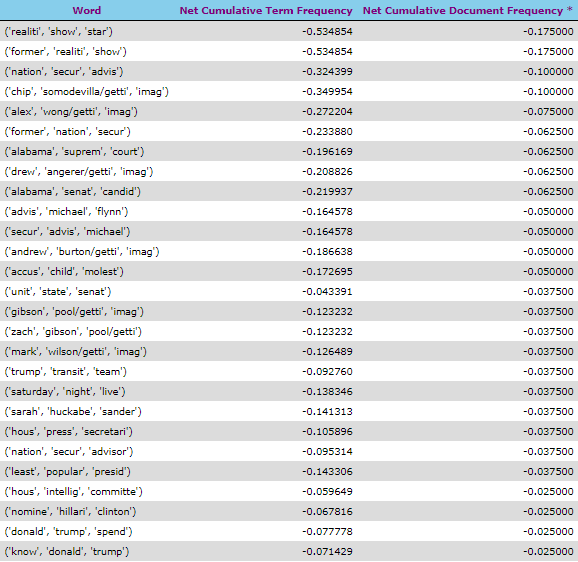 Word Net Cumulative Term Frequency Net Cumulative Document Frequency *
('realiti', 'show', 'star') -0.534854 -0.175000
('former', 'realiti', 'show') -0.534854 -0.175000
('nation', 'secur', 'advis') -0.324399 -0.100000
('chip', 'somodevilla/getti', 'imag') -0.349954 -0.100000
('alex', 'wong/getti', 'imag') -0.272204 -0.075000
('former', 'nation', 'secur') -0.233880 -0.062500
('alabama', 'suprem', 'court') -0.196169 -0.062500
('drew', 'angerer/getti', 'imag') -0.208826 -0.062500
('alabama', 'senat', 'candid') -0.219937 -0.062500
('advis', 'michael', 'flynn') -0.164578 -0.050000
('secur', 'advis', 'michael') -0.164578 -0.050000
('andrew', 'burton/getti', 'imag') -0.186638 -0.050000
('accus', 'child', 'molest') -0.172695 -0.050000
('unit', 'state', 'senat') -0.043391 -0.037500
('gibson', 'pool/getti', 'imag') -0.123232 -0.037500
('zach', 'gibson', 'pool/getti') -0.123232 -0.037500
('mark', 'wilson/getti', 'imag') -0.126489 -0.037500
('trump', 'transit', 'team') -0.092760 -0.037500
('saturday', 'night', 'live') -0.138346 -0.037500
('sarah', 'huckabe', 'sander') -0.141313 -0.037500
('hous', 'press', 'secretari') -0.105896 -0.037500
('nation', 'secur', 'advisor') -0.095314 -0.037500
('least', 'popular', 'presid') -0.143306 -0.037500
('hous', 'intellig', 'committe') -0.059649 -0.025000
('nomine', 'hillari', 'clinton') -0.067816 -0.025000
('donald', 'trump', 'spend') -0.077778 -0.025000
('know', 'donald', 'trump') -0.071429 -0.025000